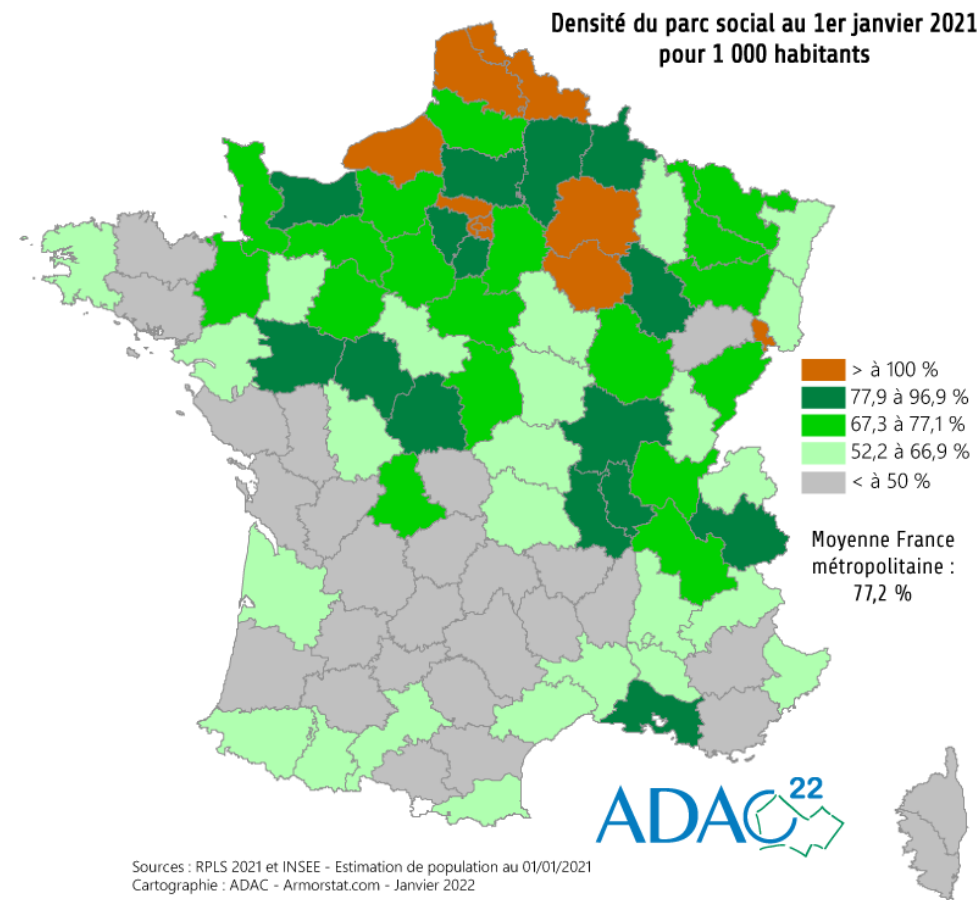 Densité du parc social au 1er janvier 2021
pour 1 000 habitants
> à 100 %
77,9 à 96,9 %
67,3 à 77,1 %
52,2 à 66,9 %
< à 50 %
Moyenne France
métropolitaine :
77,2 %
ADAC 22
Sources : RPLS 2021 et INSEE - Estimation de population au 01/01/2021
Cartographie : ADAC - Armorstat.com - Janvier 2022